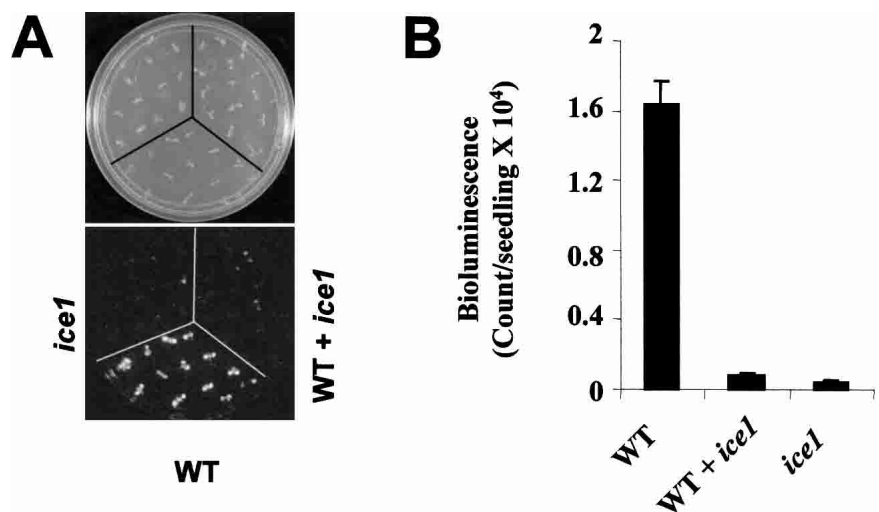 A
ice1
WT + ice1
WT
B
Bioluminescence
(Count/seedling X 10⁴)
2
1.6
1.2
0.8
0.4
0
WT
WT + ice1
ice1